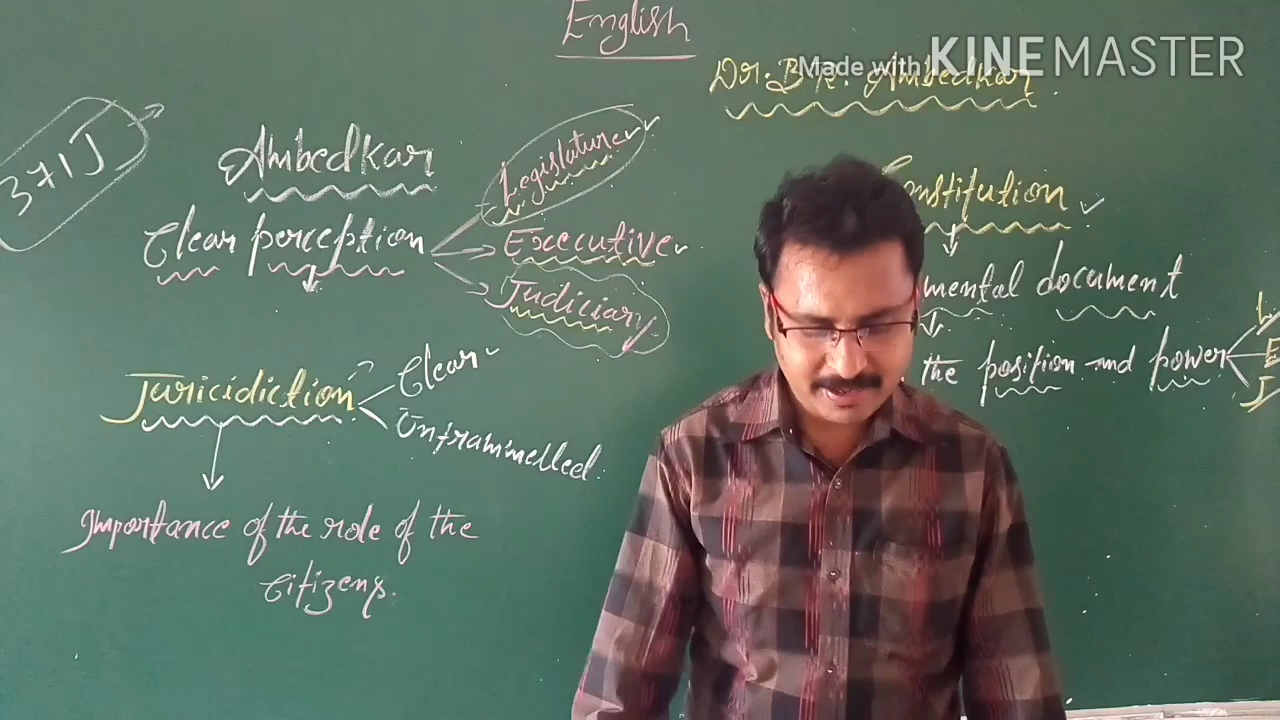 English
Made with KINEMASTER
Dr. B R. Ambedkar
371J
Ambedkar
Clear perception
Legislature
Executive
Judiciary
Juricidiction
Clear
Untrammelled.
Importance of the role of the
Citizens.
Constitution
mental document
the position and power
L
E
J